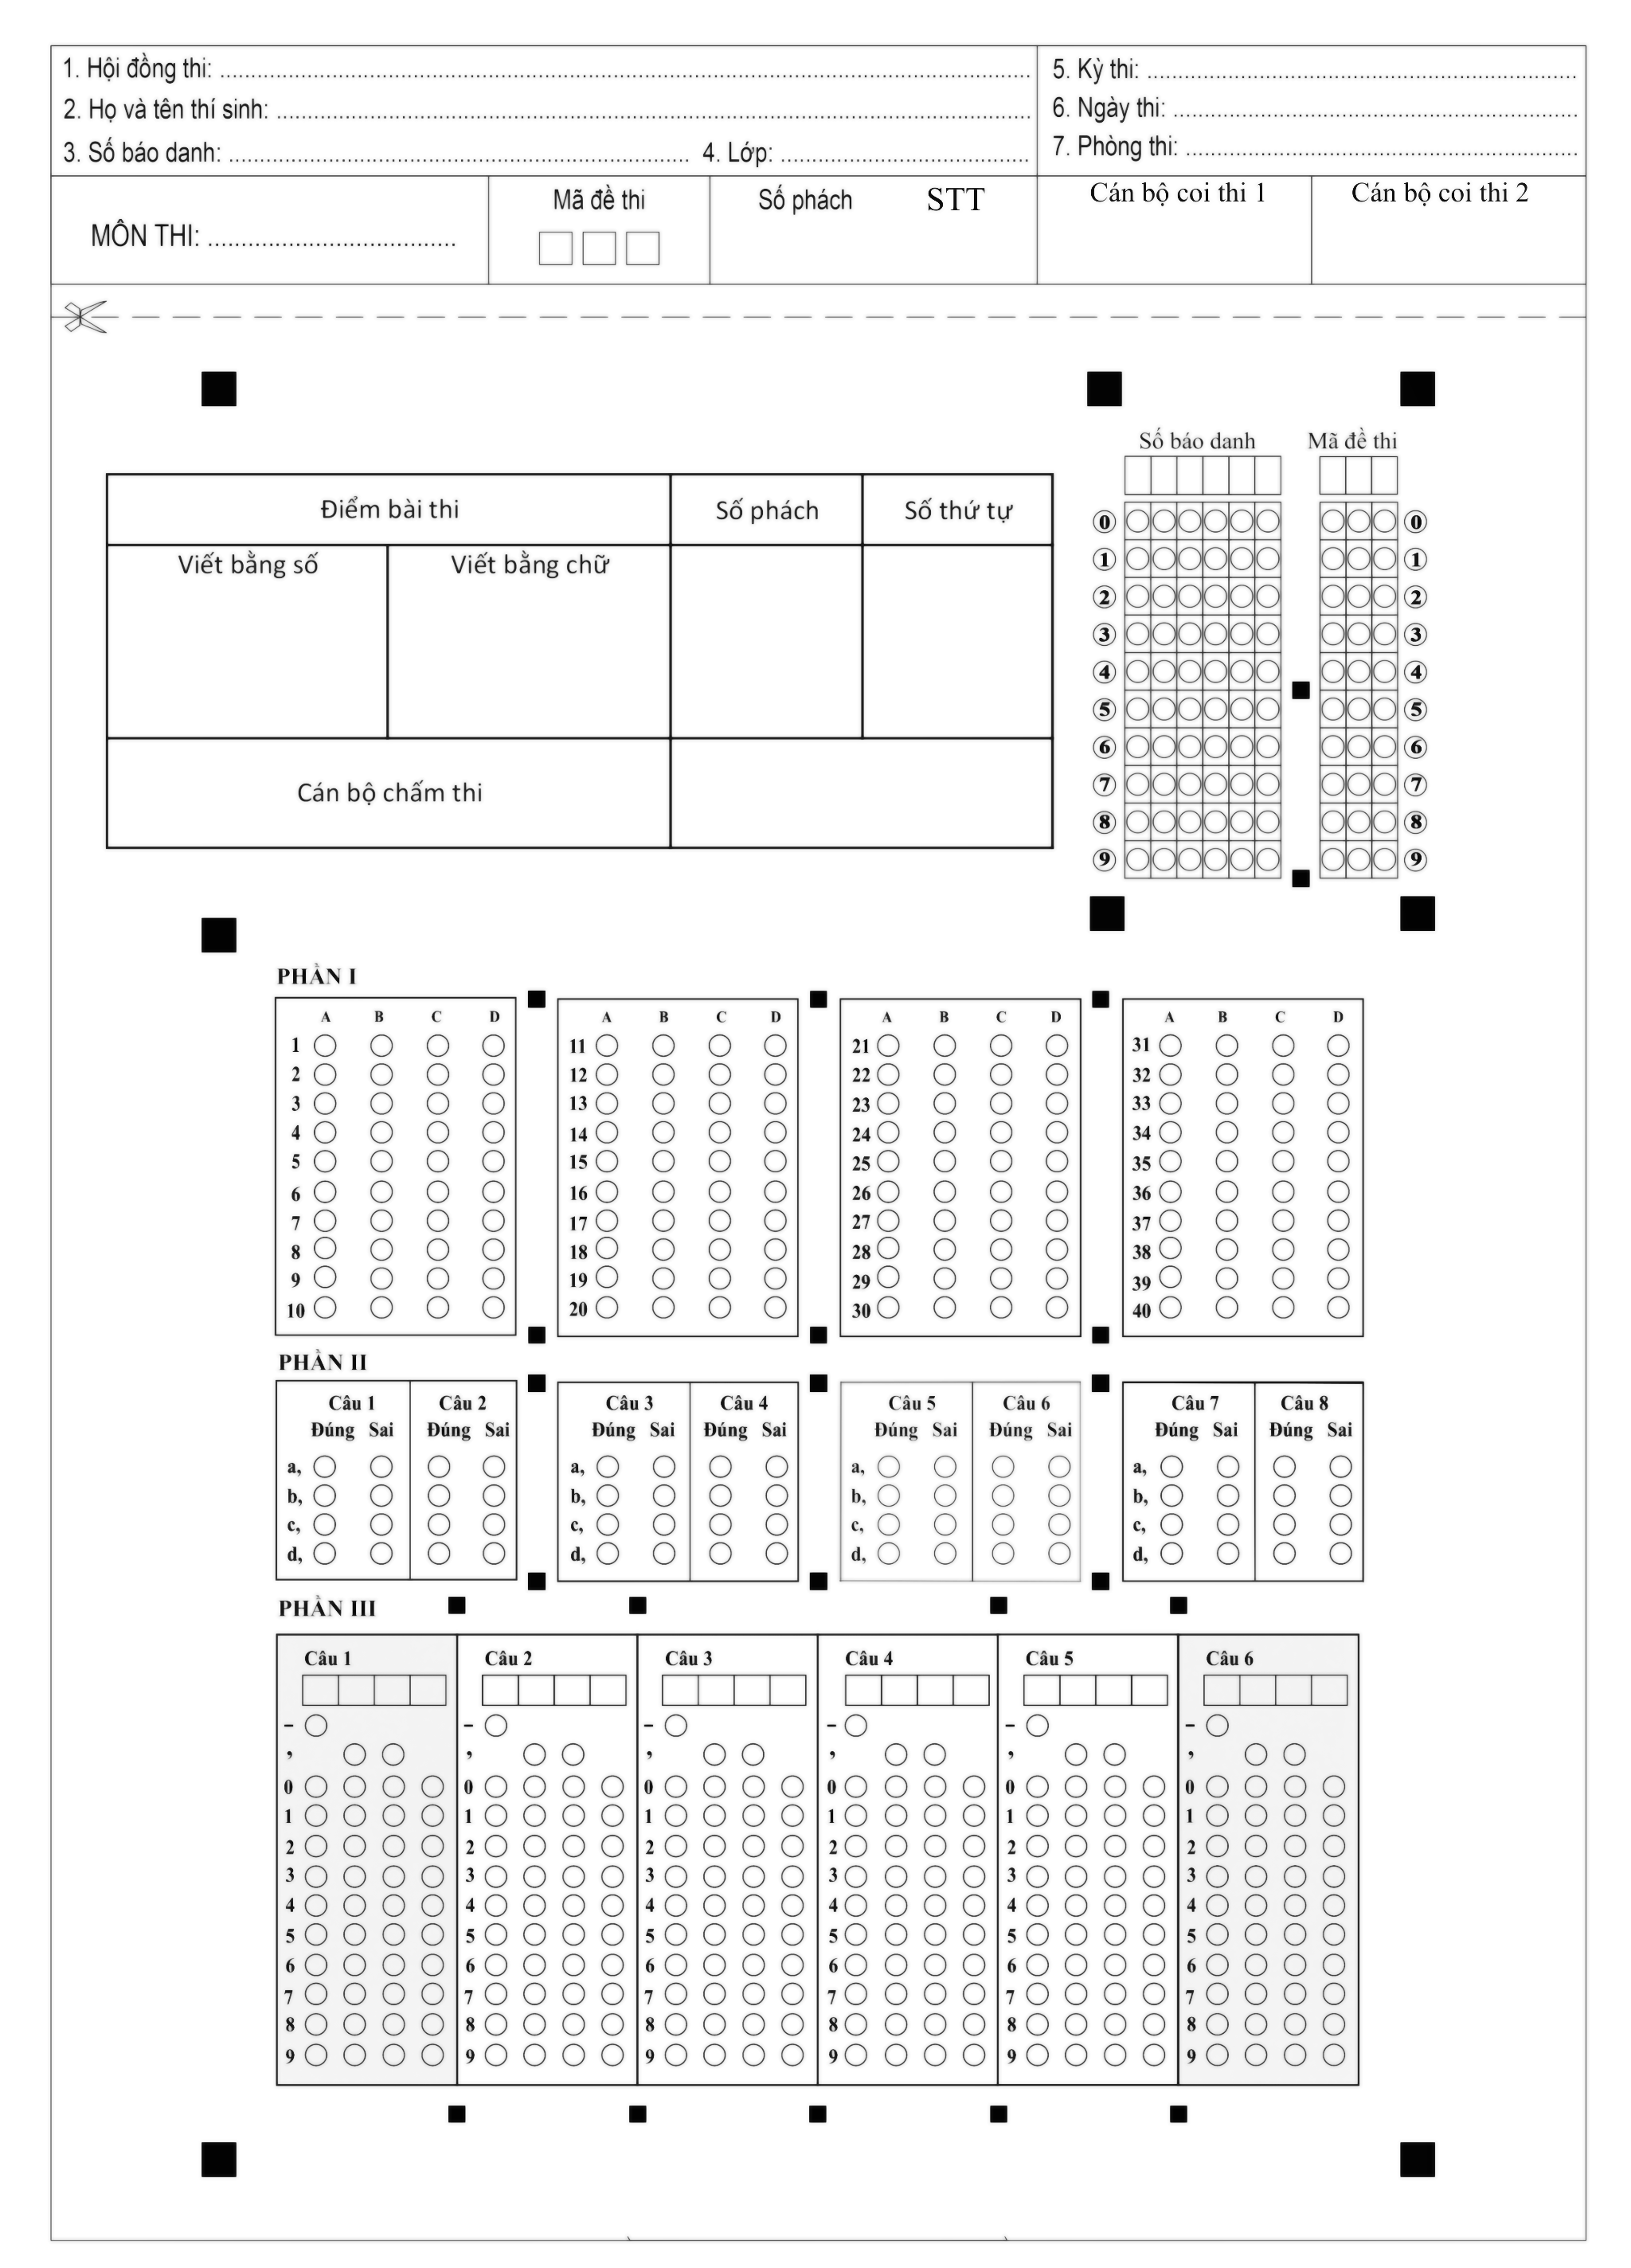 1. Hội đồng thi: ........................................ 5. Kỳ thi: ........................................
2. Họ và tên thí sinh: ........................................ 6. Ngày thi: ........................................
3. Số báo danh: ........................................ 4. Lớp: .............................. 7. Phòng thi: ........................................
MÔN THI: .....................................
Mã đề thi
Số phách STT
Cán bộ coi thi 1
Cán bộ coi thi 2
Điểm bài thi Số phách Số thứ tự
Viết bằng số Viết bằng chữ
Cán bộ chấm thi
Số báo danh Mã đề thi
0 0
1 1
2 2
3 3
4 4
5 5
6 6
7 7
8 8
9 9
PHẦN I
A B C D A B C D A B C D A B C D
1 11 21 31
2 12 22 32
3 13 23 33
4 14 24 34
5 15 25 35
6 16 26 36
7 17 27 37
8 18 28 38
9 19 29 39
10 20 30 40
PHẦN II
Câu 1 Câu 2 Câu 3 Câu 4 Câu 5 Câu 6 Câu 7 Câu 8
Đúng Sai Đúng Sai Đúng Sai Đúng Sai Đúng Sai Đúng Sai Đúng Sai Đúng Sai
a, a, a, a,
b, b, b, b,
c, c, c, c,
d, d, d, d,
PHẦN III
Câu 1 Câu 2 Câu 3 Câu 4 Câu 5 Câu 6
- - - - - -
, , , , , ,
0 0 0 0 0 0
1 1 1 1 1 1
2 2 2 2 2 2
3 3 3 3 3 3
4 4 4 4 4 4
5 5 5 5 5 5
6 6 6 6 6 6
7 7 7 7 7 7
8 8 8 8 8 8
9 9 9 9 9 9